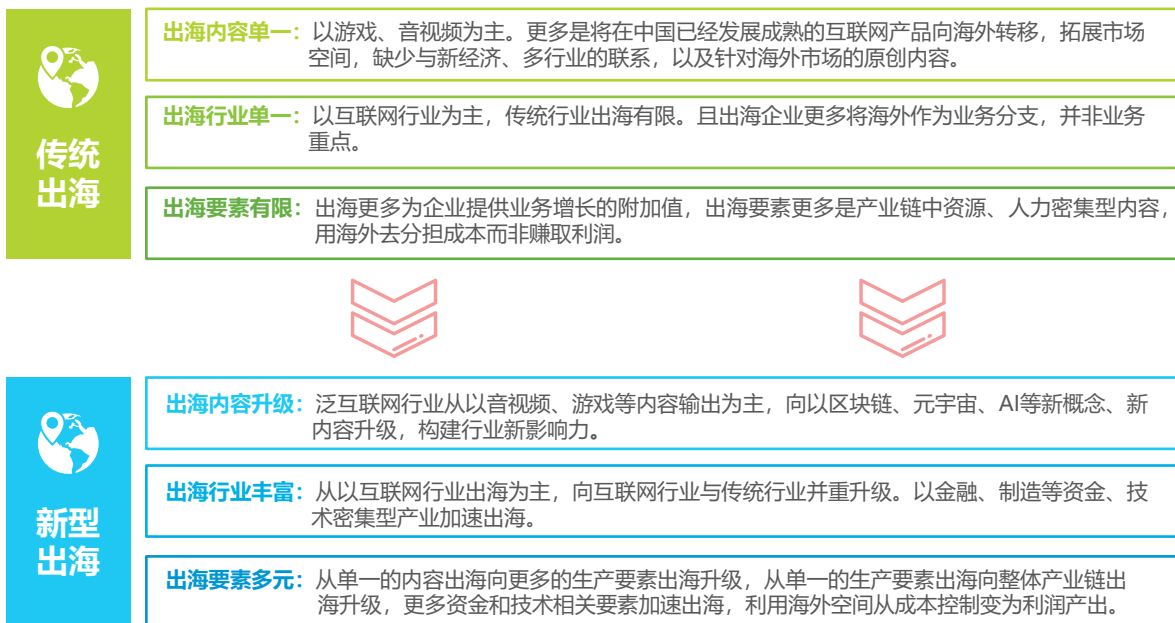 传统
出海
出海内容单一：以游戏、音视频为主。更多是将在中国已经发展成熟的互联网产品向海外转移，拓展市场
空间，缺少与新经济、多行业的联系，以及针对海外市场的原创内容。
出海行业单一：以互联网行业为主，传统行业出海有限。且出海企业更多将海外作为业务分支，并非业务
重点。
出海要素有限：出海更多为企业提供业务增长的附加值，出海要素更多是产业链中资源、人力密集型内容，
用海外去分担成本而非赚取利润。
新型
出海
出海内容升级：泛互联网行业从以音视频、游戏等内容输出为主，向以区块链、元宇宙、AI等新概念、新
内容升级，构建行业新影响力。
出海行业丰富：从以互联网行业出海为主，向互联网行业与传统行业并重升级。以金融、制造等资金、技
术密集型产业加速出海。
出海要素多元：从单一的内容出海向更多的生产要素出海升级，从单一的生产要素出海向整体产业链出
海升级，更多资金和技术相关要素加速出海，利用海外空间从成本控制变为利润产出。